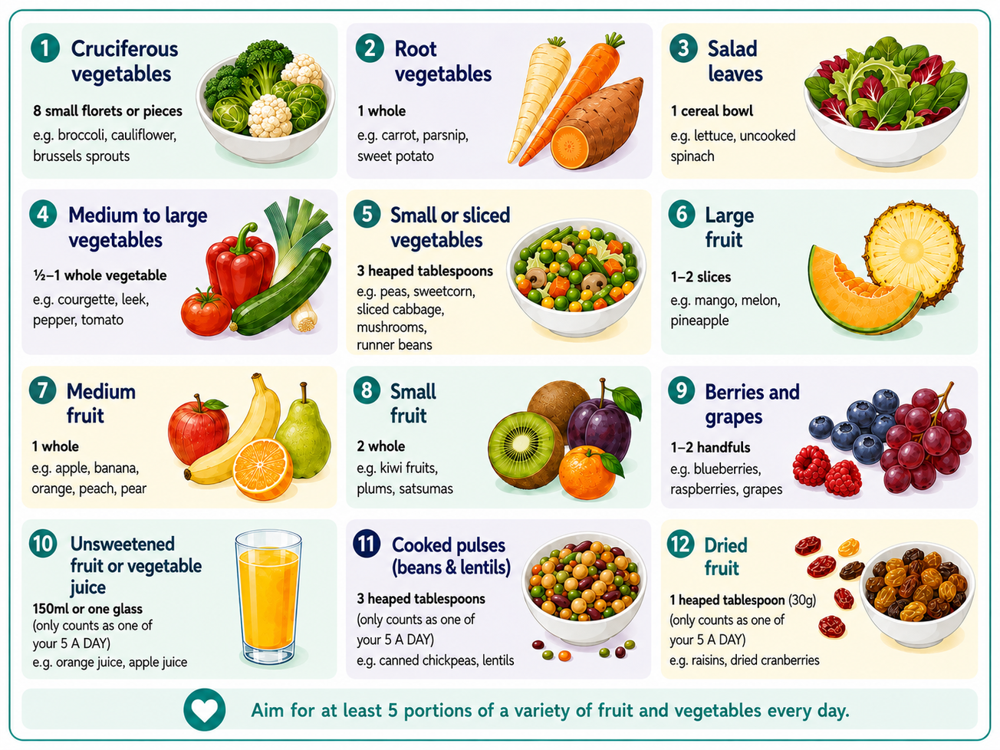 1 Cruciferous
vegetables
8 small florets or pieces
e.g. broccoli, cauliflower,
brussels sprouts
2 Root
vegetables
1 whole
e.g. carrot, parsnip,
sweet potato
3 Salad
leaves
1 cereal bowl
e.g. lettuce, uncooked
spinach
4 Medium to large
vegetables
½–1 whole vegetable
e.g. courgette, leek,
pepper, tomato
5 Small or sliced
vegetables
3 heaped tablespoons
e.g. peas, sweetcorn,
sliced cabbage,
mushrooms,
runner beans
6 Large
fruit
1–2 slices
e.g. mango, melon,
pineapple
7 Medium
fruit
1 whole
e.g. apple, banana,
orange, peach, pear
8 Small
fruit
2 whole
e.g. kiwi fruits,
plums, satsumas
9 Berries and
grapes
1–2 handfuls
e.g. blueberries,
raspberries, grapes
10 Unsweetened
fruit or vegetable
juice
150ml or one glass
(only counts as one of
your 5 A DAY)
e.g. orange juice, apple juice
11 Cooked pulses
(beans & lentils)
3 heaped tablespoons
(only counts as one of
your 5 A DAY)
e.g. canned chickpeas, lentils
12 Dried
fruit
1 heaped tablespoon (30g)
(only counts as one of
your 5 A DAY)
e.g. raisins, dried cranberries
Aim for at least 5 portions of a variety of fruit and vegetables every day.